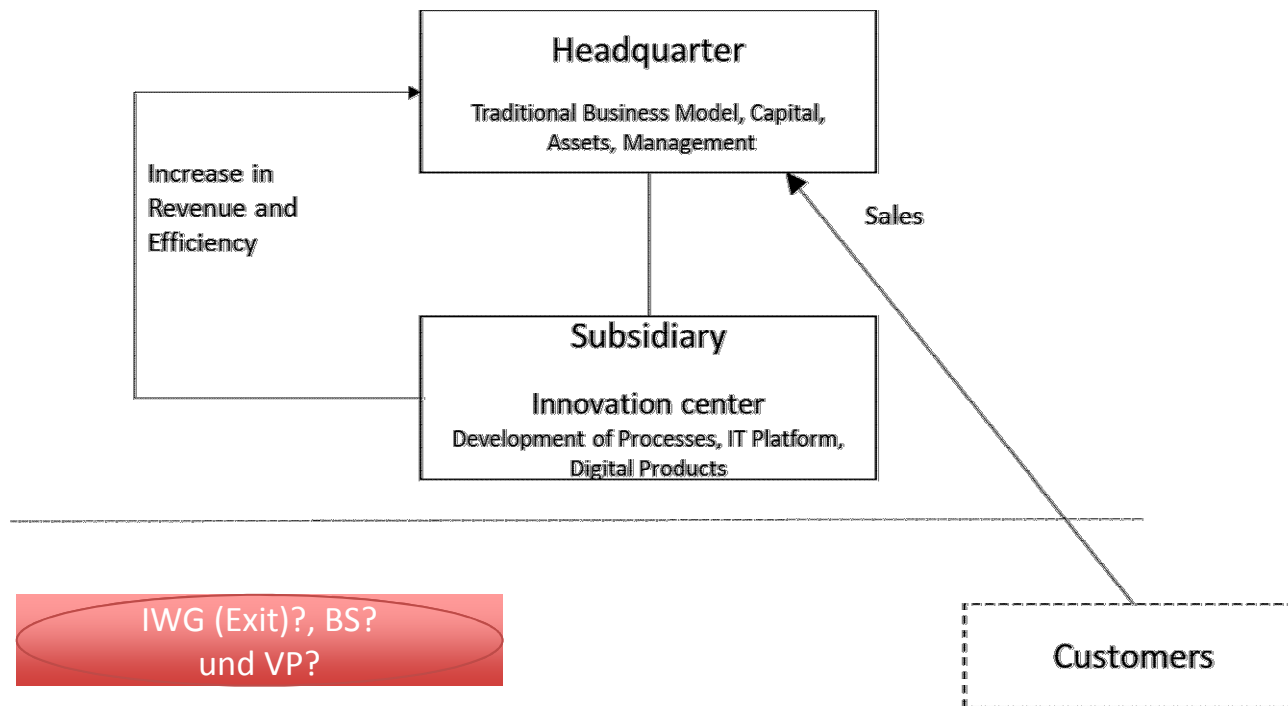 Headquarter
Traditional Business Model, Capital,
Assets, Management
Increase in
Revenue and
Efficiency
Sales
Subsidiary
Innovation center
Development of Processes, IT Platform,
Digital Products
IWG (Exit)?, BS?
und VP?
Customers